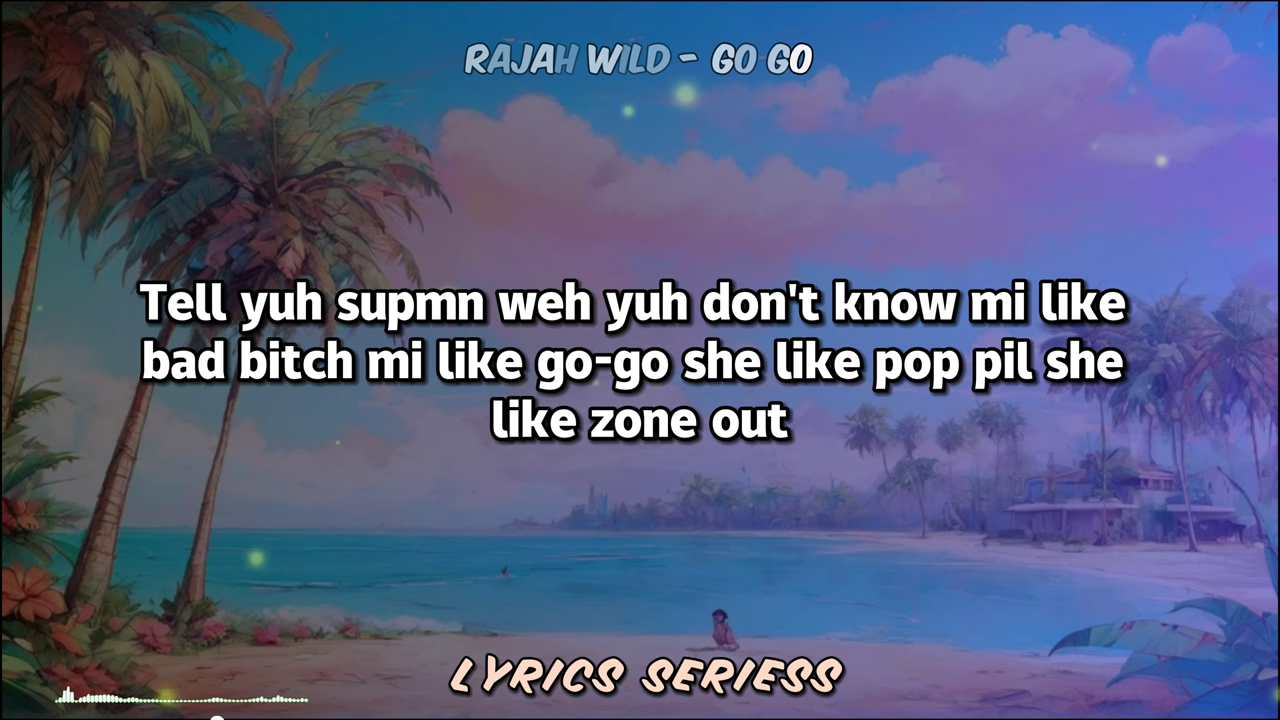 RAJAH WILD - GO GO
Tell yuh supmn weh yuh don't know mi like
bad bitch mi like go-go she like pop pil she
like zone out
LYRICS SERIESS